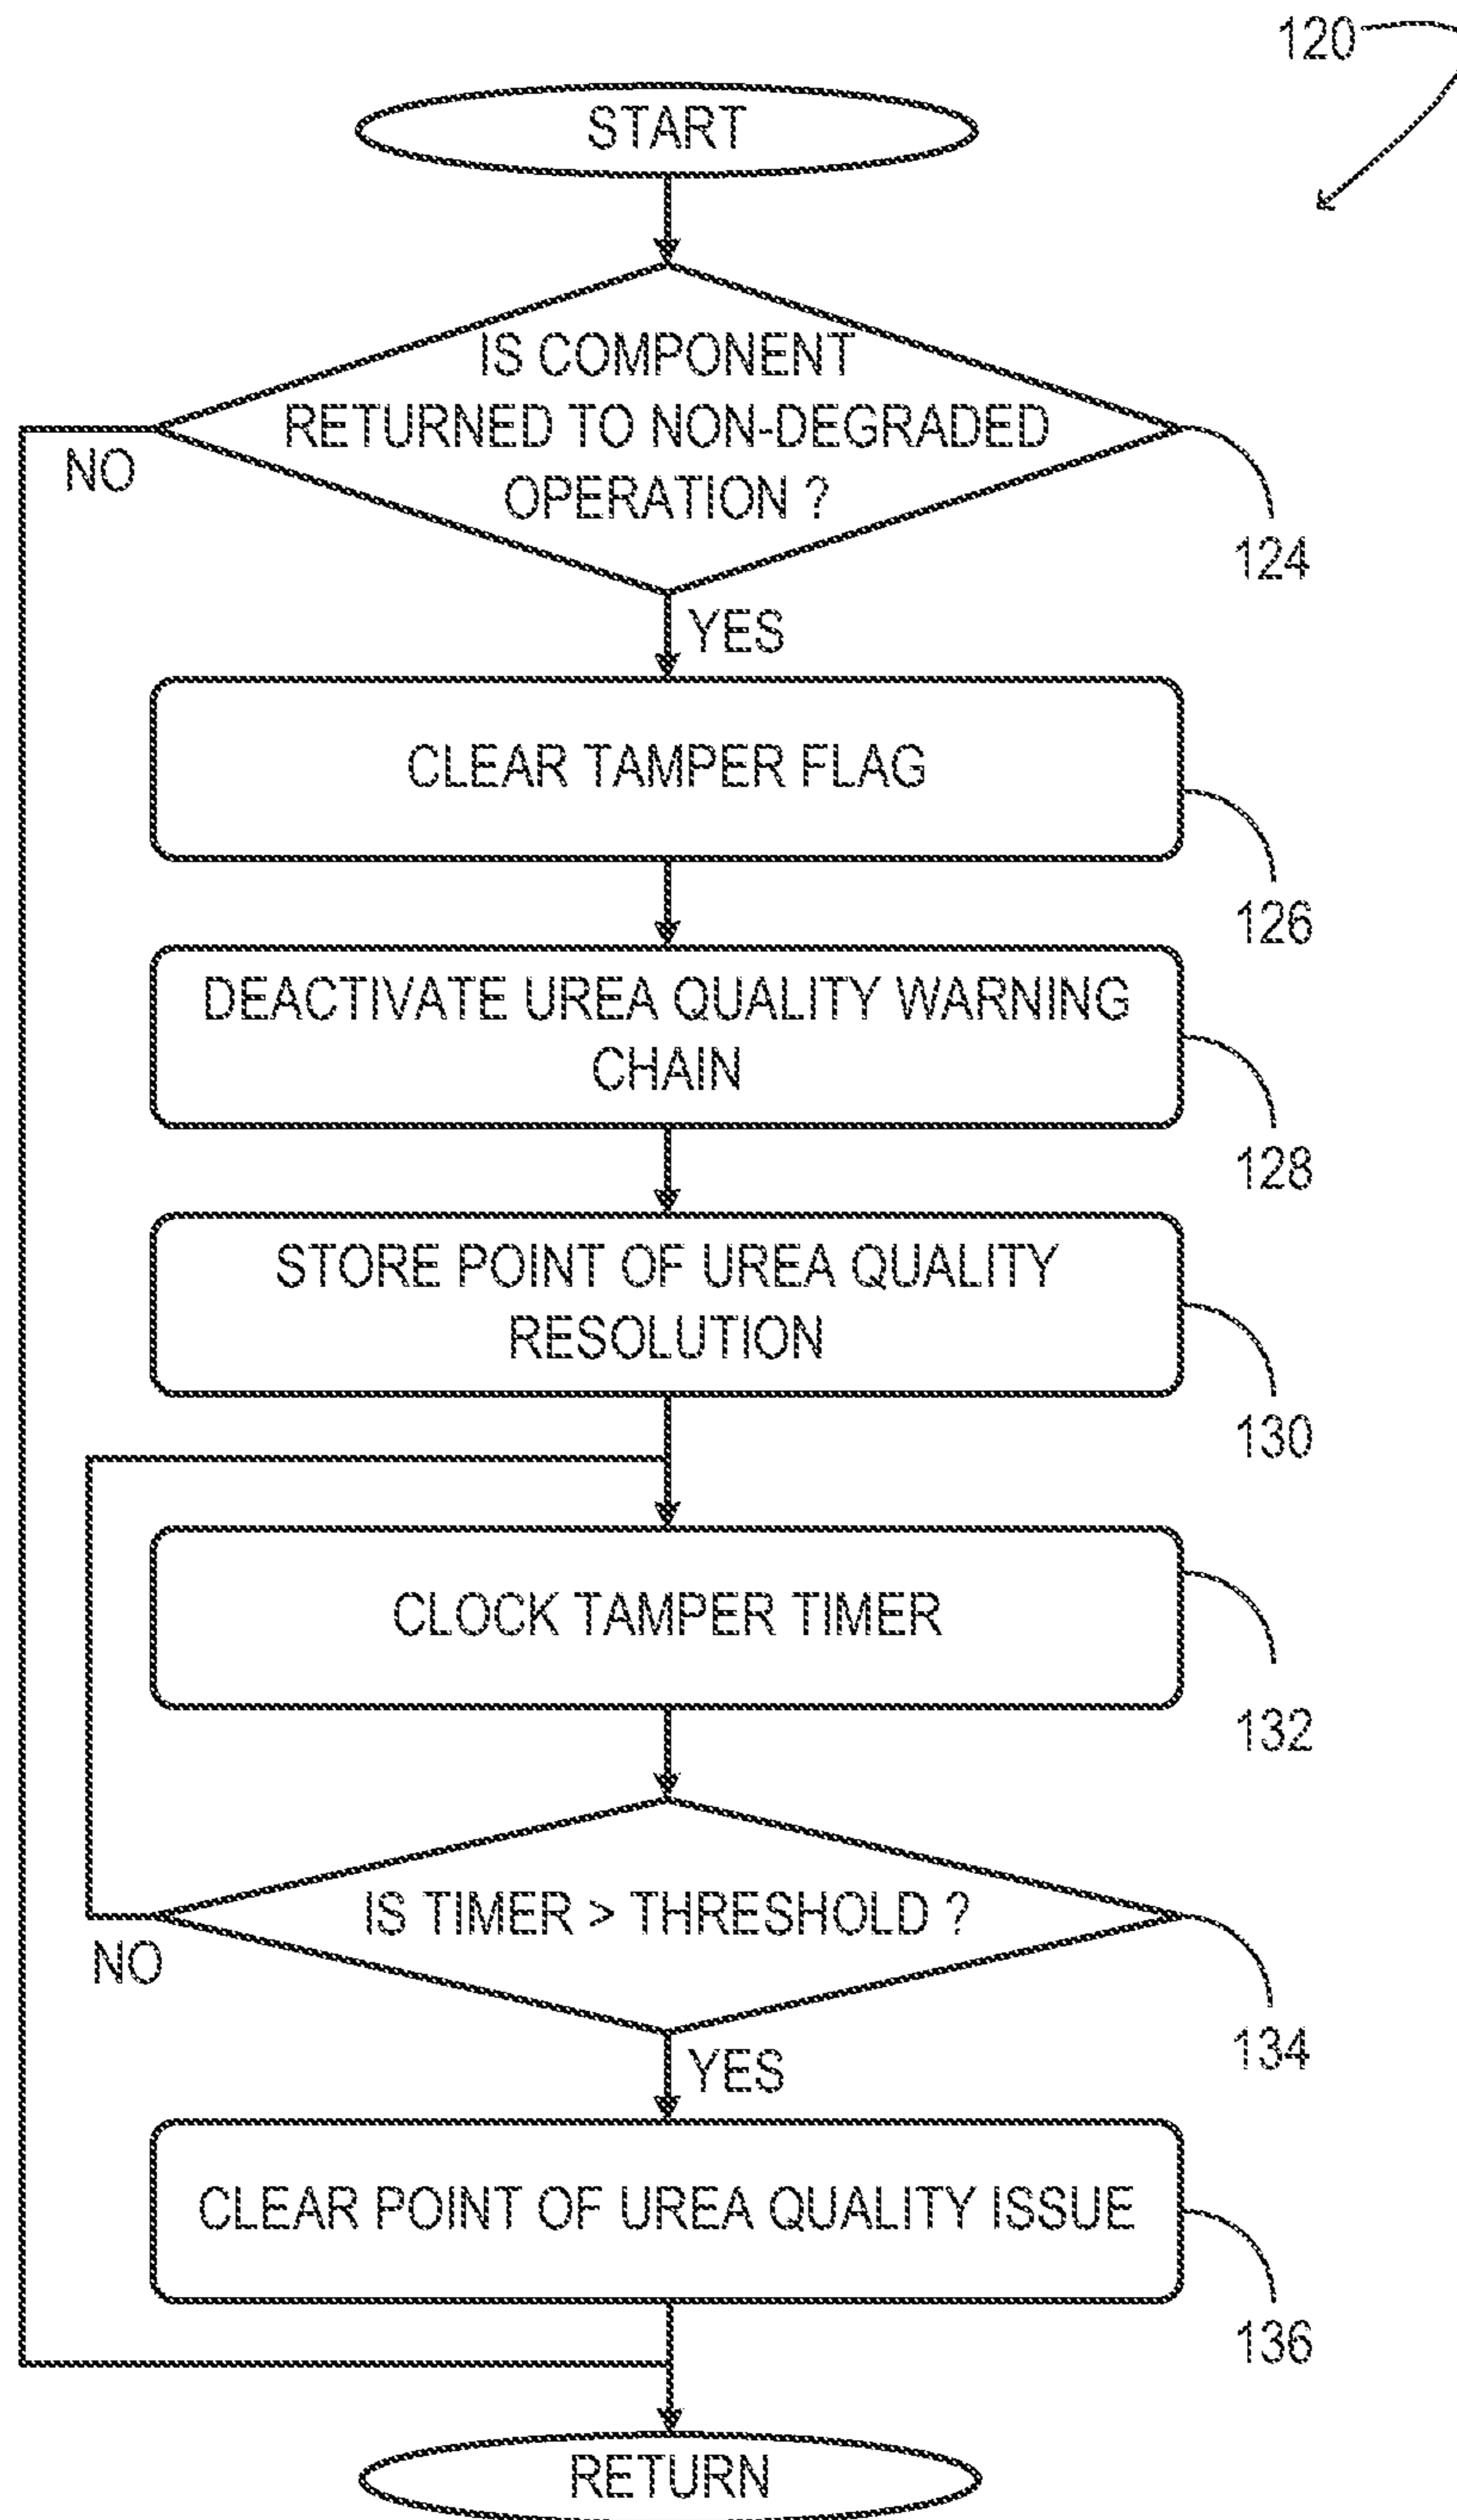 120
START
IS COMPONENT
RETURNED TO NON-DEGRADED
OPERATION ?
NO
124
YES
CLEAR TAMPER FLAG
126
DEACTIVATE UREA QUALITY WARNING
CHAIN
128
STORE POINT OF UREA QUALITY
RESOLUTION
130
CLOCK TAMPER TIMER
132
IS TIMER > THRESHOLD ?
NO
134
YES
CLEAR POINT OF UREA QUALITY ISSUE
136
RETURN